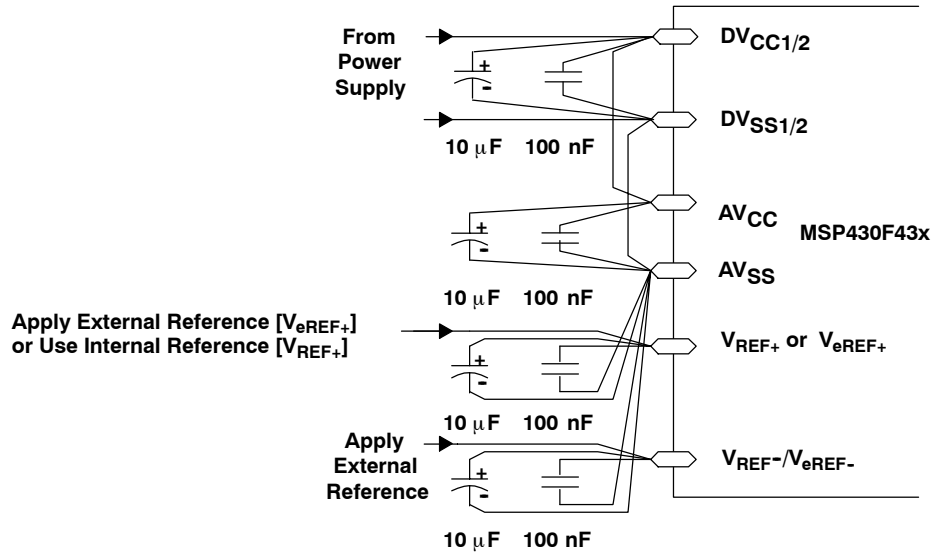 From
Power
Supply
DVCC1/2
+
-
DVSS1/2
10 μF 100 nF
AVCC
MSP430F43x
+
-
AVSS
10 μF 100 nF
Apply External Reference [VeREF+]
or Use Internal Reference [VREF+]
VREF+ or VeREF+
+
-
10 μF 100 nF
Apply
External
Reference
VREF-/VeREF-
+
-
10 μF 100 nF